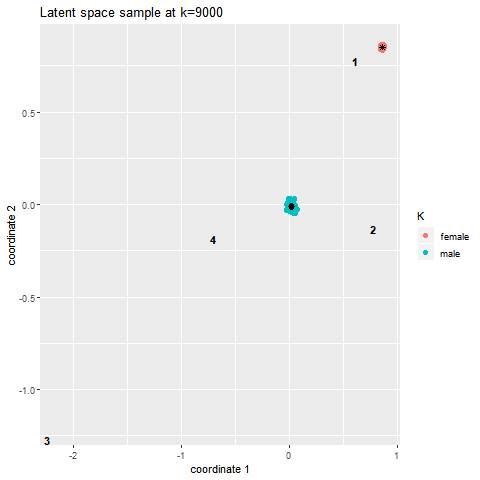 Latent space sample at k=9000
1
0.5
0.0
2
4
-0.5
-1.0
3
-2
-1
0
1
coordinate 1
coordinate 2
K
female
male